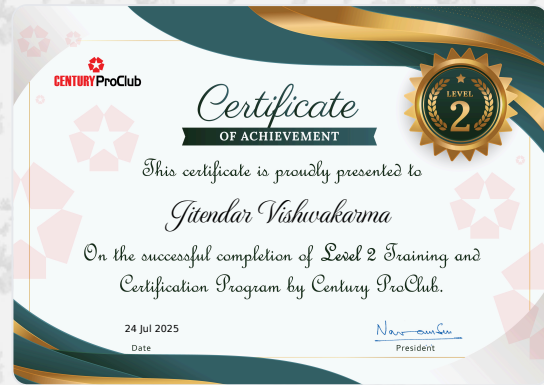 CENTURY ProClub
LEVEL
2
Certificate
OF ACHIEVEMENT
This certificate is proudly presented to
Jitendar Vishwakarma
On the successful completion of Level 2 Training and
Certification Program by Century ProClub.
24 Jul 2025
Date
President